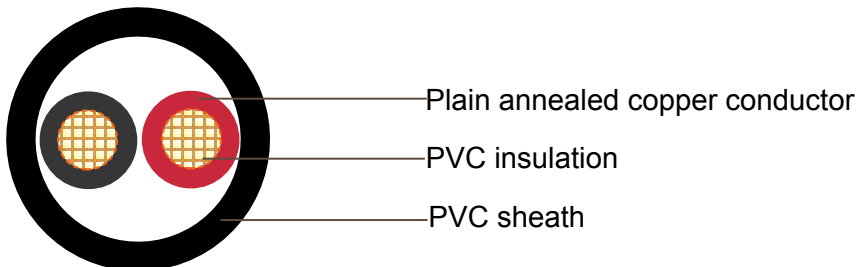 Plain annealed copper conductor
PVC insulation
PVC sheath